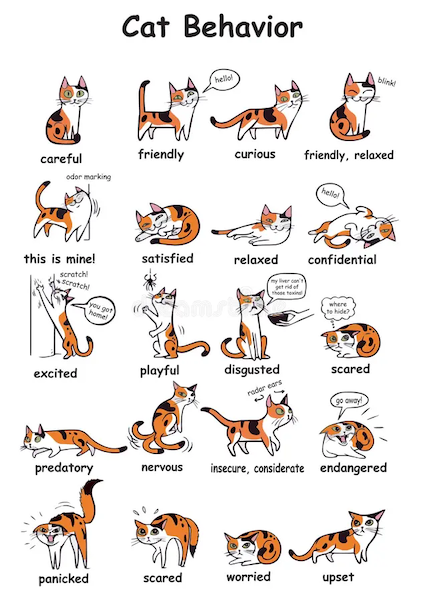 Cat Behavior
hello!
blink!
careful
friendly
curious
friendly, relaxed
odor marking
hello!
this is mine!
satisfied
relaxed
confidential
scratch!
scratch!
you got
home!
my liver can't
get rid of
those toxins!
where
to hide?
excited
playful
disgusted
scared
radar ears
go away!
predatory
nervous
insecure, considerate
endangered
panicked
scared
worried
upset